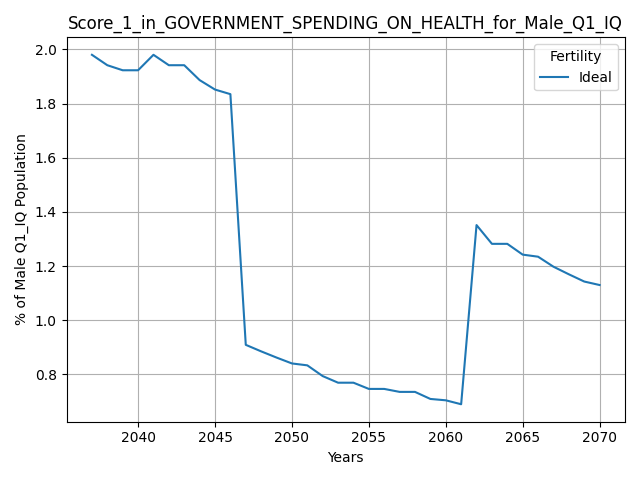 Score_1_in_GOVERNMENT_SPENDING_ON_HEALTH_for_Male_Q1_IQ
Fertility
Ideal
2.0
1.8
1.6
1.4
1.2
1.0
0.8
% of Male Q1_IQ Population
2040
2045
2050
2055
2060
2065
2070
Years